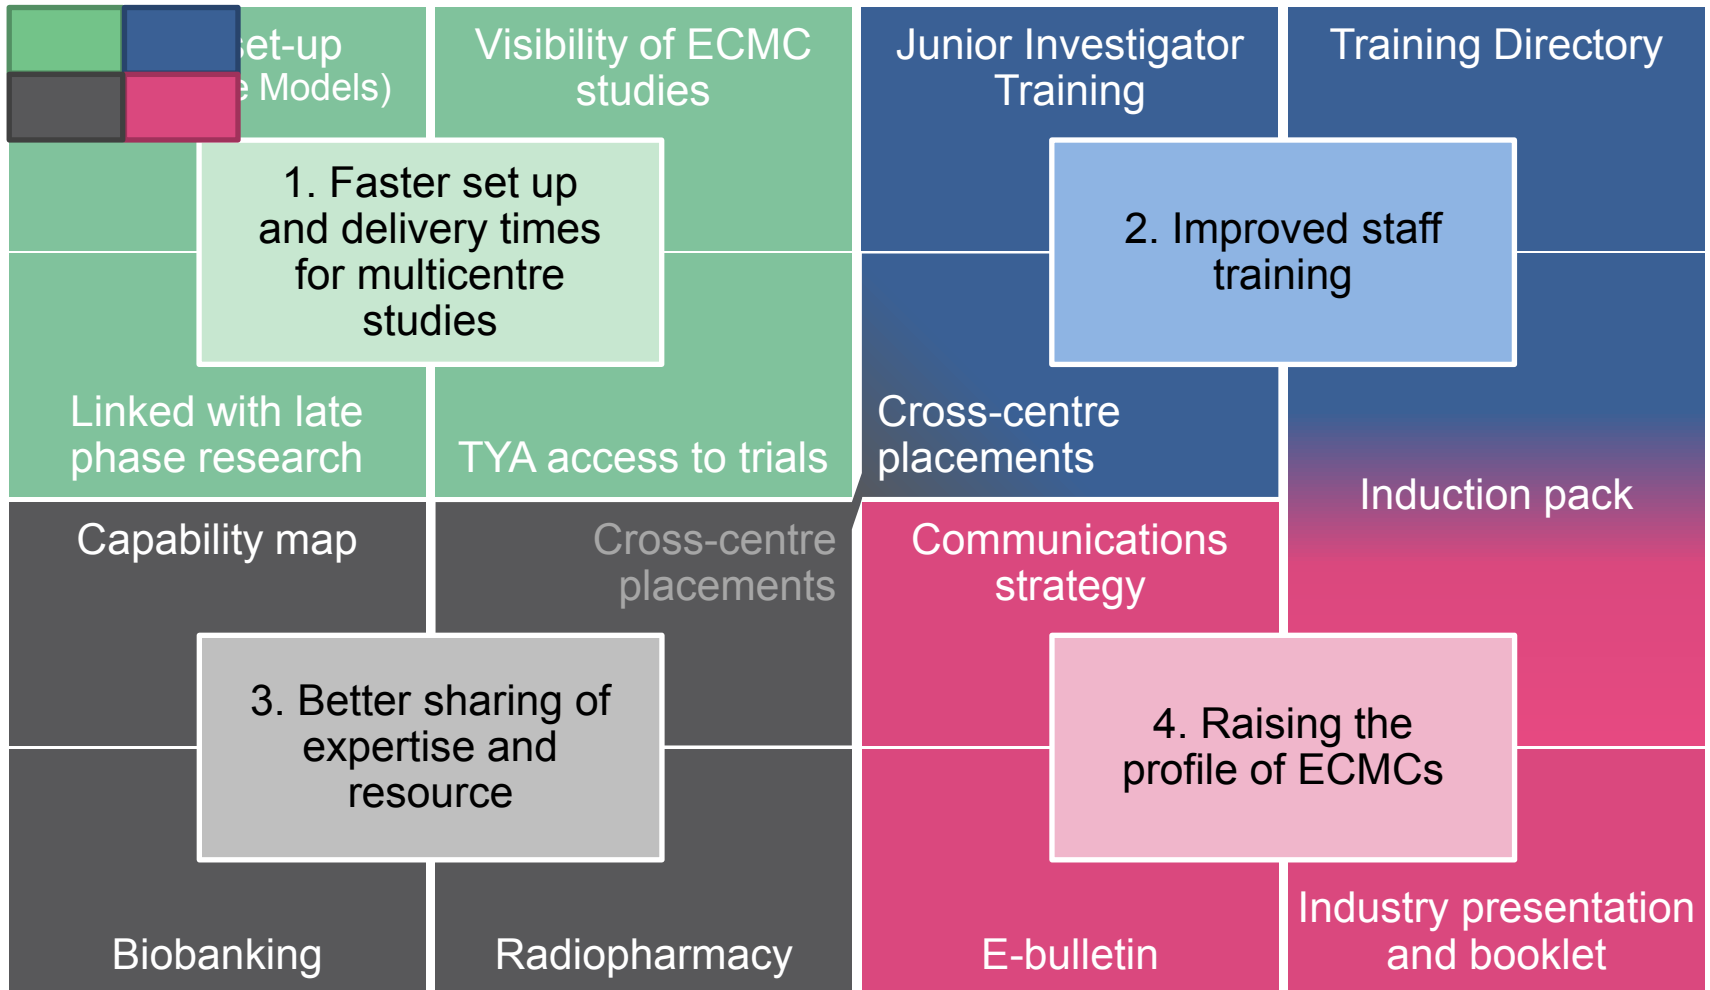 set-up
Models)
Visibility of ECMC
studies
1. Faster set up
and delivery times
for multicentre
studies
Linked with late
phase research
TYA access to trials
Junior Investigator
Training
Training Directory
2. Improved staff
training
Cross-centre
placements
Induction pack
Capability map
Cross-centre
placements
3. Better sharing of
expertise and
resource
Biobanking
Radiopharmacy
Communications
strategy
4. Raising the
profile of ECMCs
E-bulletin
Industry presentation
and booklet